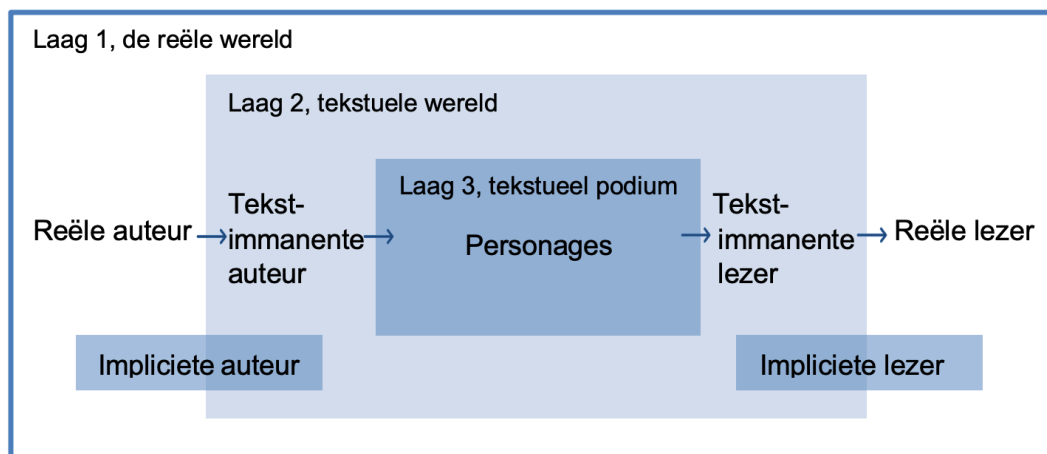 Laag 1, de reële wereld
Laag 2, tekstuele wereld
Laag 3, tekstueel podium
Reële auteur
Tekst-
immanente
auteur
Personages
Tekst-
immanente
lezer
Reële lezer
Impliciete auteur
Impliciete lezer